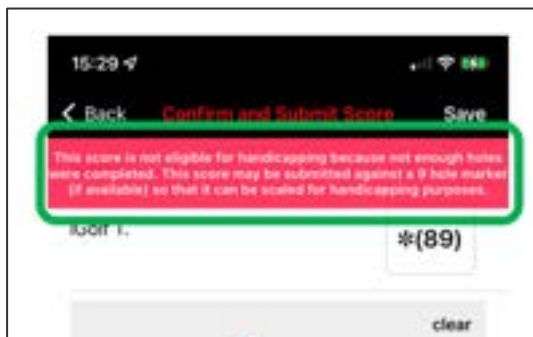 15:29
Back Confirm and Submit Score Save
This score is not eligible for handicapping because not enough holes
were completed. This score may be submitted against a 9 hole marker
(if available) so that it can be scaled for handicapping purposes.
iGolf T.
*(89)
clear